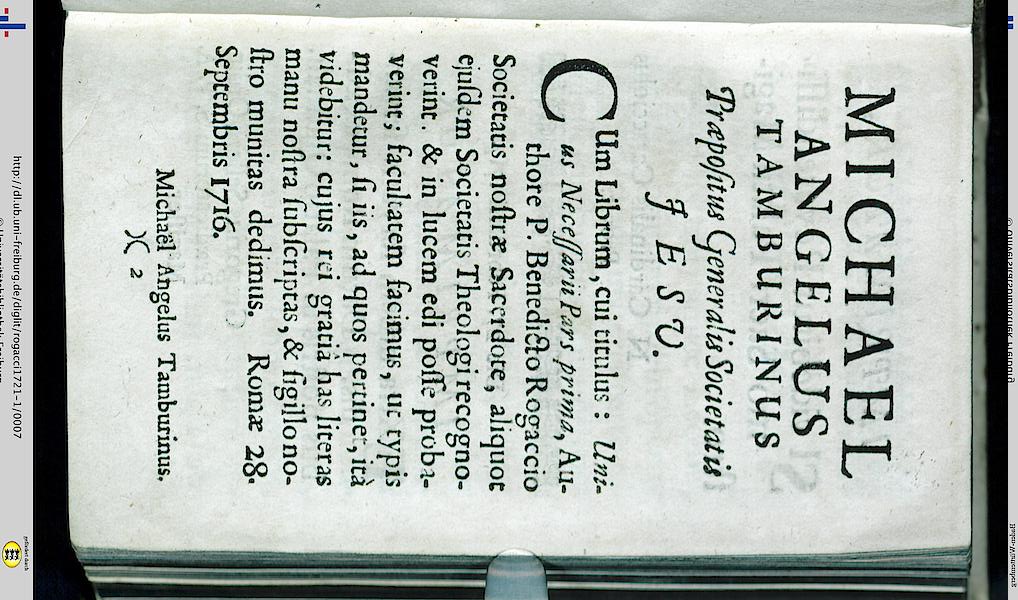 MICHAEL
ANGELUS
TAMBURINUS
Præpoſitus Generalis Societatis
JESU.
CUm Librum, cui titulus: Uni-
us Neceſſarii Pars prima, Au-
thore P. Benedicto Rogaccio
Societatis noſtræ Sacerdote, aliquot
ejuſdem Societatis Theologi recogno-
verint. & in lucem edi poſſe proba-
verint; facultatem facimus, ut typis
mandetur, ſi iis, ad quos pertinet, ità
videbitur: cujus rei gratiâ has literas
manu noſtra ſubſcriptas, & ſigillo no-
ſtro munitas dedimus. Romæ 28.
Septembris 1716.
Michaël Angelus Tamburinus.
)( 2
http://dl.ub.uni-freiburg.de/diglit/rogacci1721-1/0007